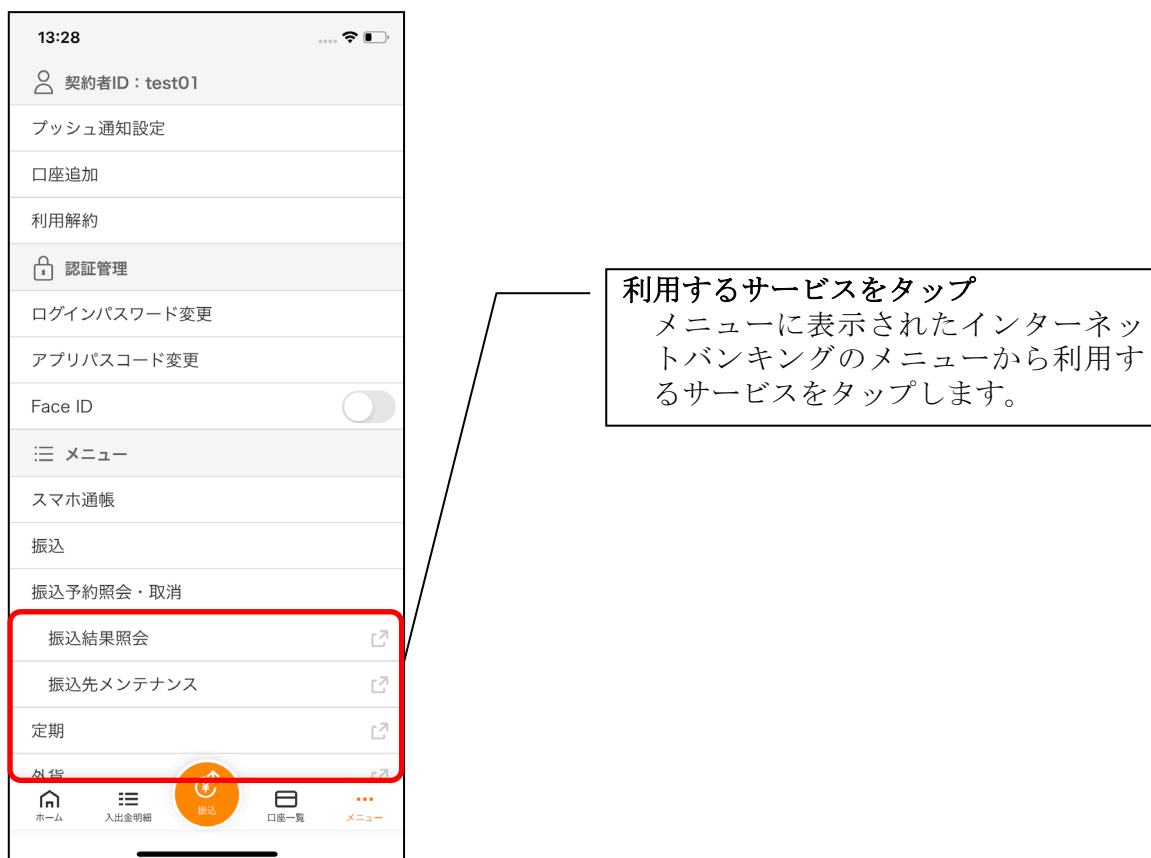 13:28
契約者ID：test01
プッシュ通知設定
口座追加
利用解約
認証管理
ログインパスワード変更
アプリパスコード変更
Face ID
メニュー
スマホ通帳
振込
振込予約照会・取消
振込結果照会
振込先メンテナンス
定期
外貨
ホーム
入出金明細
振込
口座一覧
メニュー
利用するサービスをタップ
メニューに表示されたインターネッ
トバンキングのメニューから利用す
るサービスをタップします。